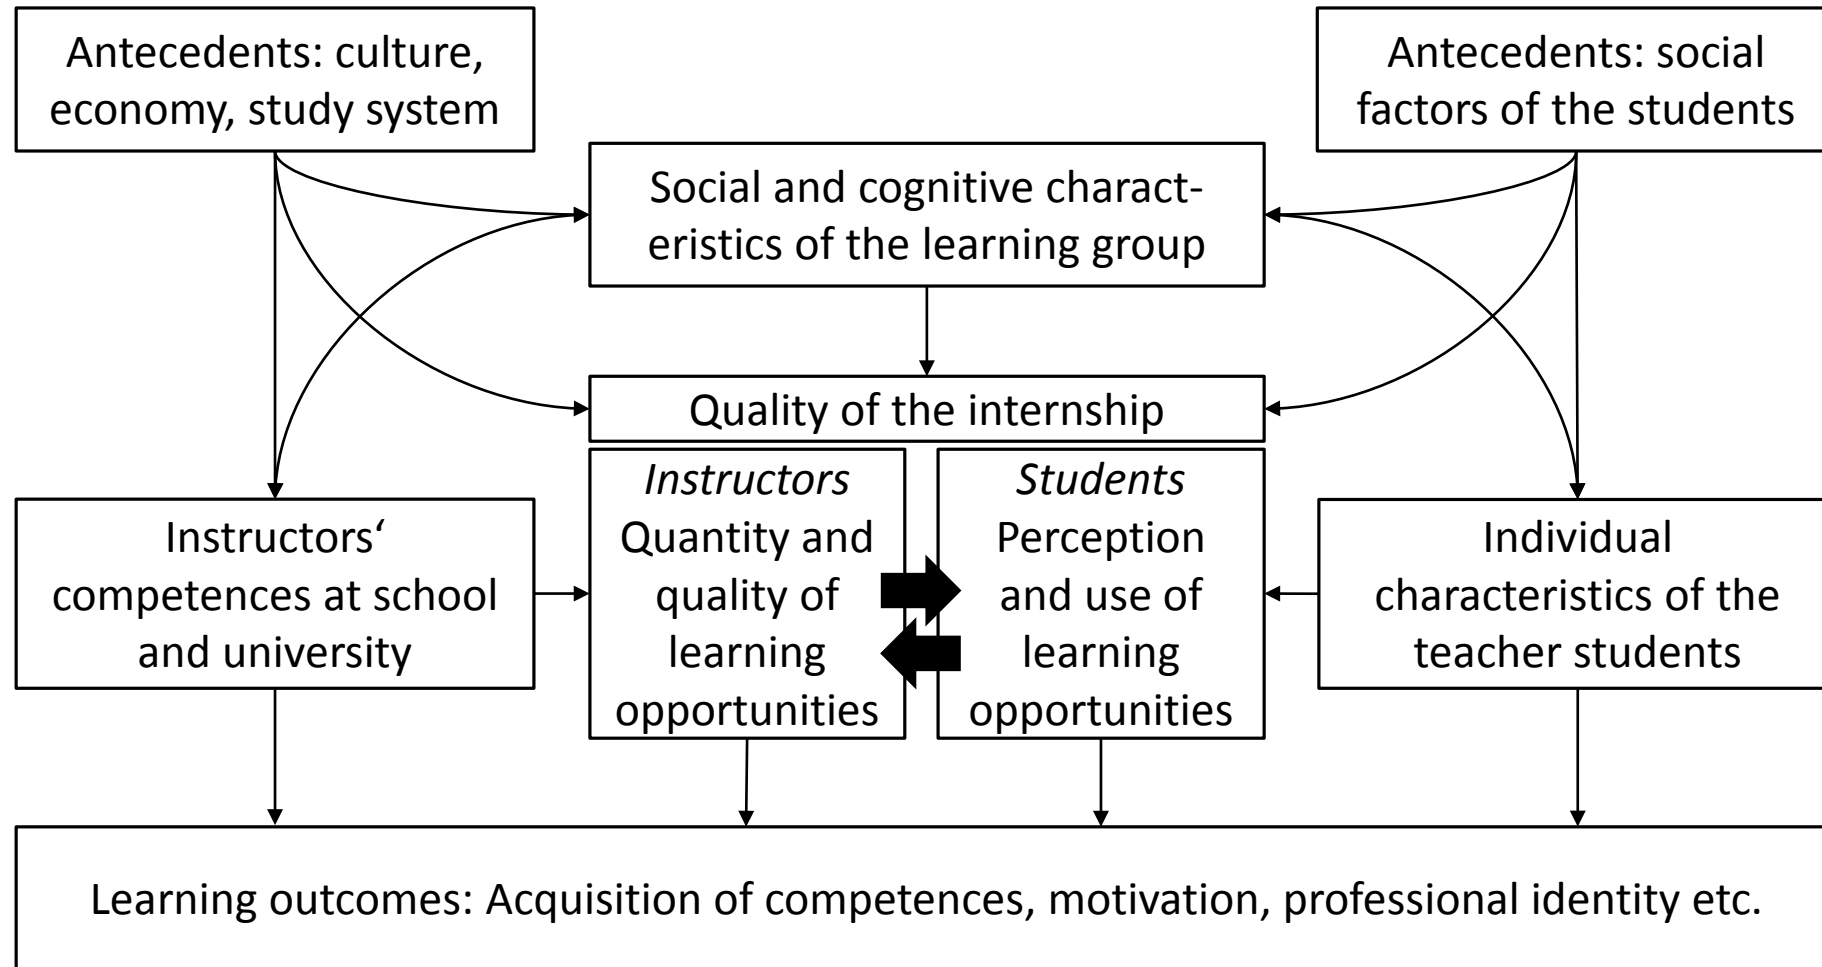 Antecedents: culture,
economy, study system
Antecedents: social
factors of the students
Social and cognitive charact-
eristics of the learning group
Quality of the internship
Instructors‘
competences at school
and university
Instructors
Quantity and
quality of
learning
opportunities
Students
Perception
and use of
learning
opportunities
Individual
characteristics of the
teacher students
Learning outcomes: Acquisition of competences, motivation, professional identity etc.